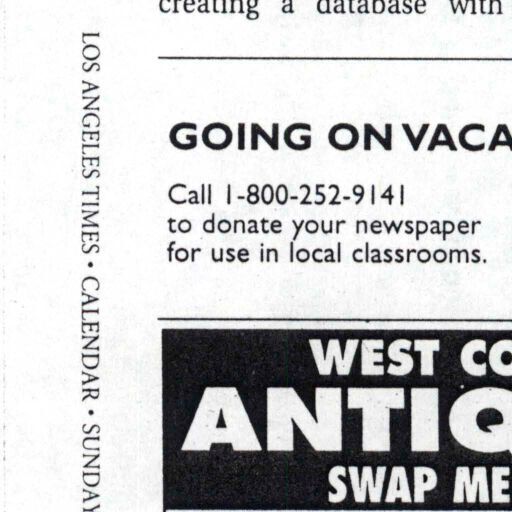 creating a database with
LOS ANGELES TIMES • CALENDAR • SUNDAY
GOING ON VACA
Call 1-800-252-9141
to donate your newspaper
for use in local classrooms.
WEST CO
ANTIQ
SWAP ME